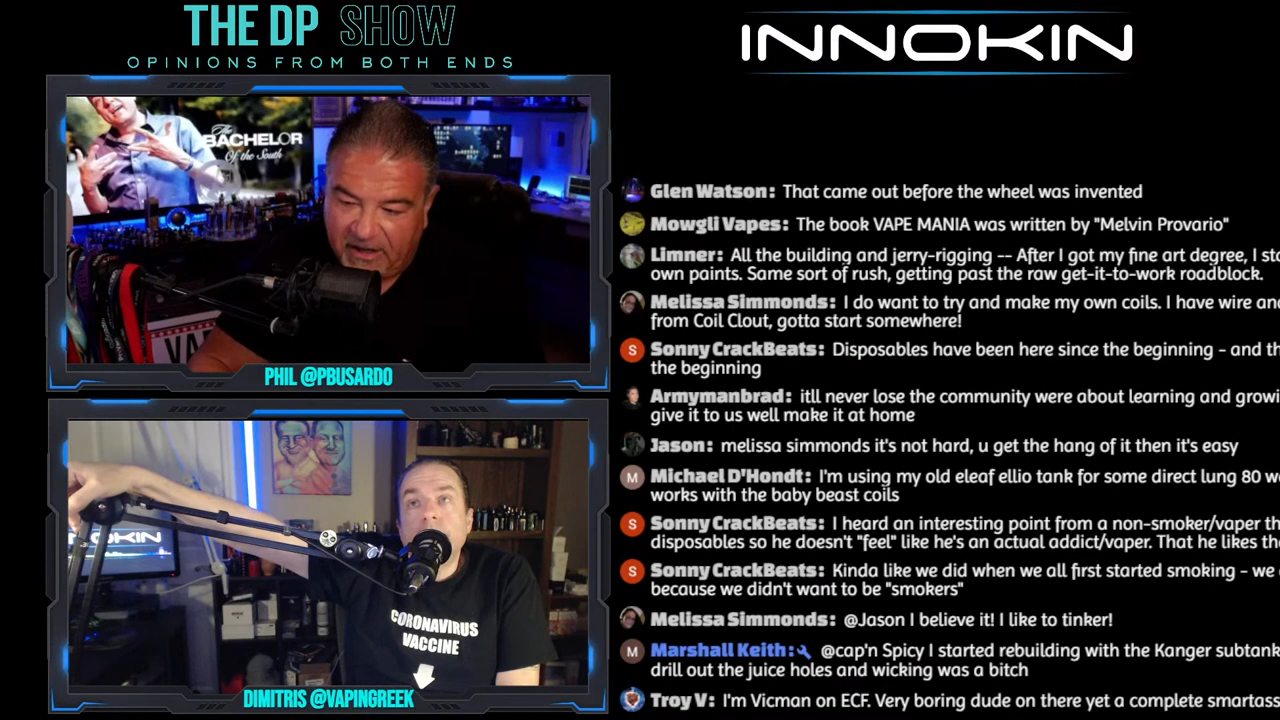 THE DP SHOW
OPINIONS FROM BOTH ENDS
INNOKIN
The
BACHELOR
Of the South
VA
PHIL @PBUSARDO
OKIN
CORONAVIRUS
VACCINE
DIMITRIS @VAPINGREEK
Glen Watson: That came out before the wheel was invented
Mowgli Vapes: The book VAPE MANIA was written by "Melvin Provario"
Limner: All the building and jerry-rigging -- After I got my fine art degree, I sta
own paints. Same sort of rush, getting past the raw get-it-to-work roadblock.
Melissa Simmonds: I do want to try and make my own coils. I have wire an
from Coil Clout, gotta start somewhere!
S Sonny CrackBeats: Disposables have been here since the beginning - and th
the beginning
Armymanbrad: itll never lose the community were about learning and growi
give it to us well make it at home
Jason: melissa simmonds it's not hard, u get the hang of it then it's easy
M Michael D'Hondt: I'm using my old eleaf ellio tank for some direct lung 80 w
works with the baby beast coils
S Sonny CrackBeats: I heard an interesting point from a non-smoker/vaper th
disposables so he doesn't "feel" like he's an actual addict/vaper. That he likes th
S Sonny CrackBeats: Kinda like we did when we all first started smoking - we
because we didn't want to be "smokers"
Melissa Simmonds: @Jason I believe it! I like to tinker!
M Marshall Keith: @cap'n Spicy I started rebuilding with the Kanger subtank
drill out the juice holes and wicking was a bitch
Troy V: I'm Vicman on ECF. Very boring dude on there yet a complete smartass